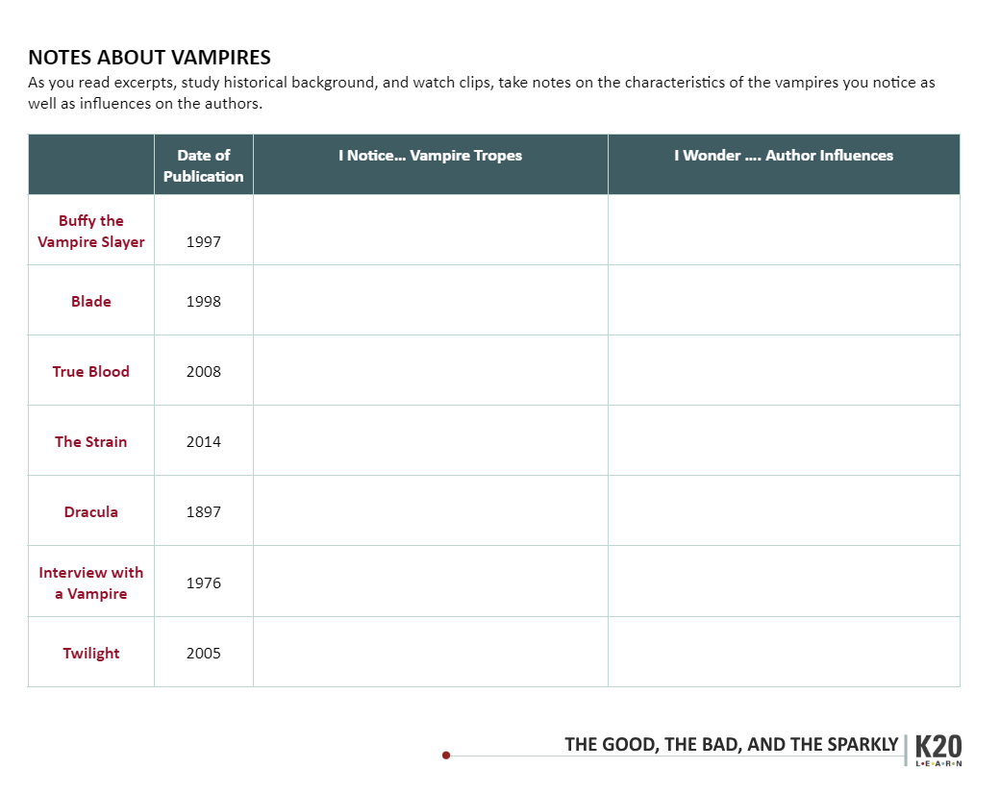 NOTES ABOUT VAMPIRES
As you read excerpts, study historical background, and watch clips, take notes on the characteristics of the vampires you notice as
well as influences on the authors.
Date of
Publication
I Notice... Vampire Tropes
I Wonder .... Author Influences
Buffy the
Vampire Slayer
1997
Blade
1998
True Blood
2008
The Strain
2014
Dracula
1897
Interview with
a Vampire
1976
Twilight
2005
THE GOOD, THE BAD, AND THE SPARKLY
K20
L•E•A•R•N